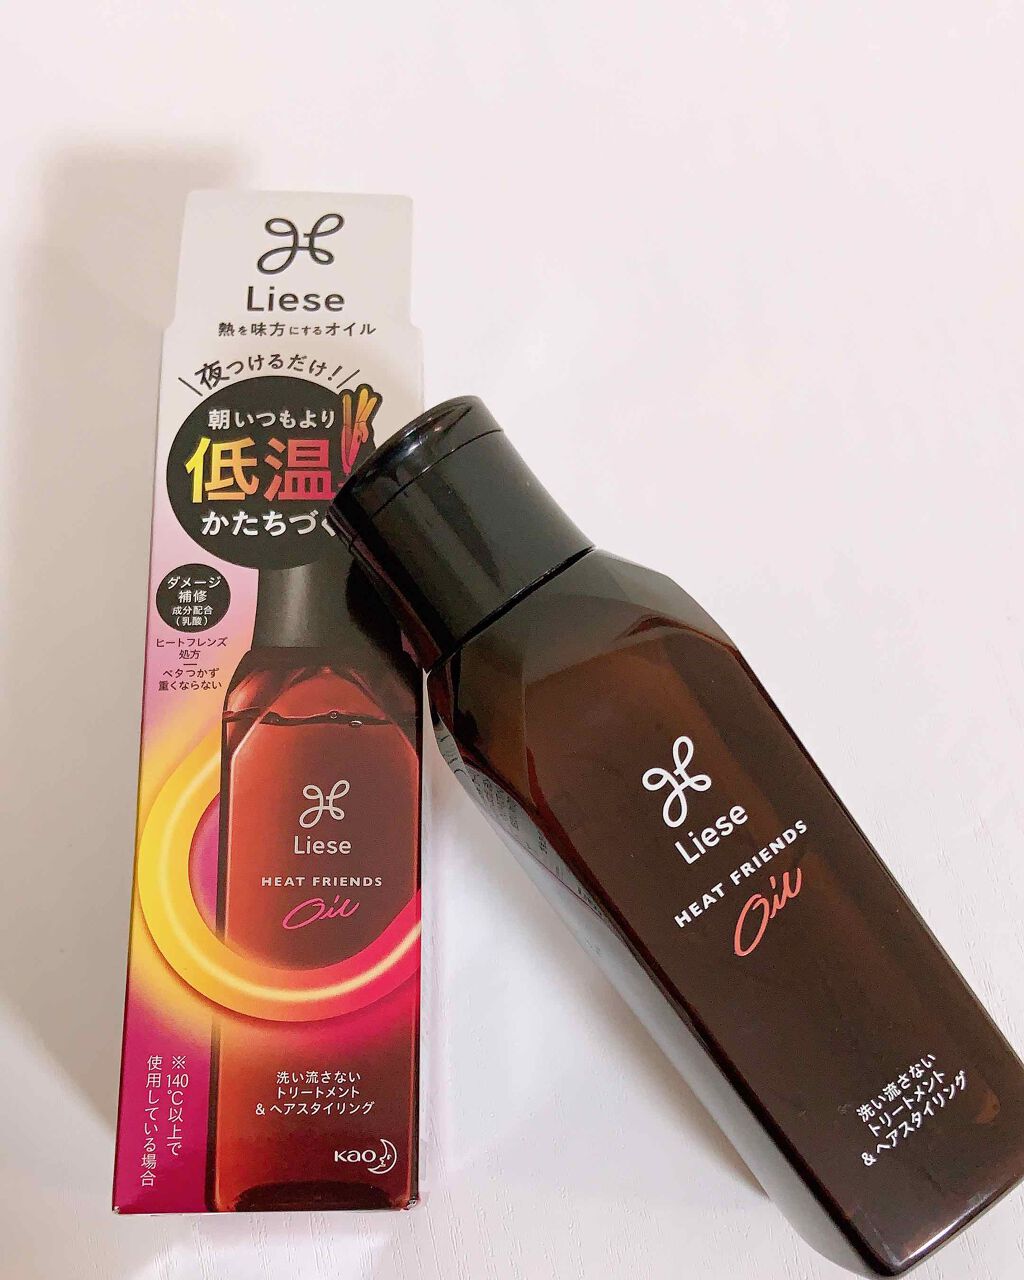 Liese
熱を味方にするオイル
夜つけるだけ!
朝いつもより
低温
かたちづく
ダメージ
補修
成分配合
(乳酸)
ヒートフレンズ
処方
ベタつかず
重くならない
Liese
HEAT FRIENDS
Oil
※140℃以上で
使用している場合
洗い流さない
トリートメント
&ヘアスタイリング
Kao
Liese
HEAT FRIENDS
Oil
洗い流さない
トリートメント
&ヘアスタイリング